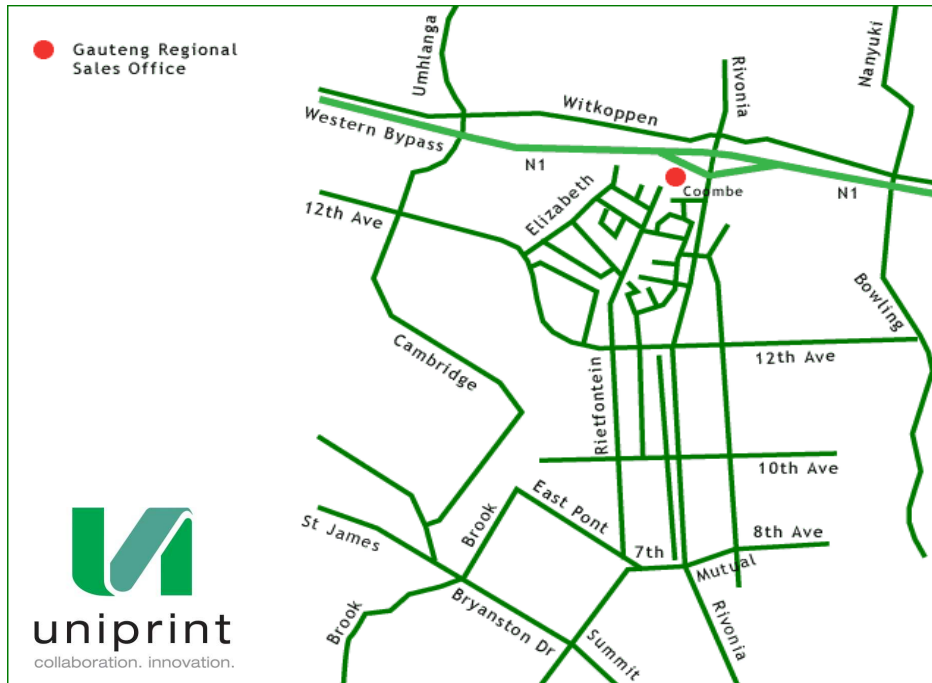 Gauteng Regional
Sales Office
Umhlanga
Nanyuki
Rivonia
Witkoppen
Western Bypass
N1
Coombe
N1
Elizabeth
12th Ave
Bowling
Cambridge
12th Ave
Rietfontein
10th Ave
East Pont
Brook
St James
8th Ave
7th
Mutual
Bryanston Dr
Brook
Summit
Rivonia
uniprint
collaboration. innovation.